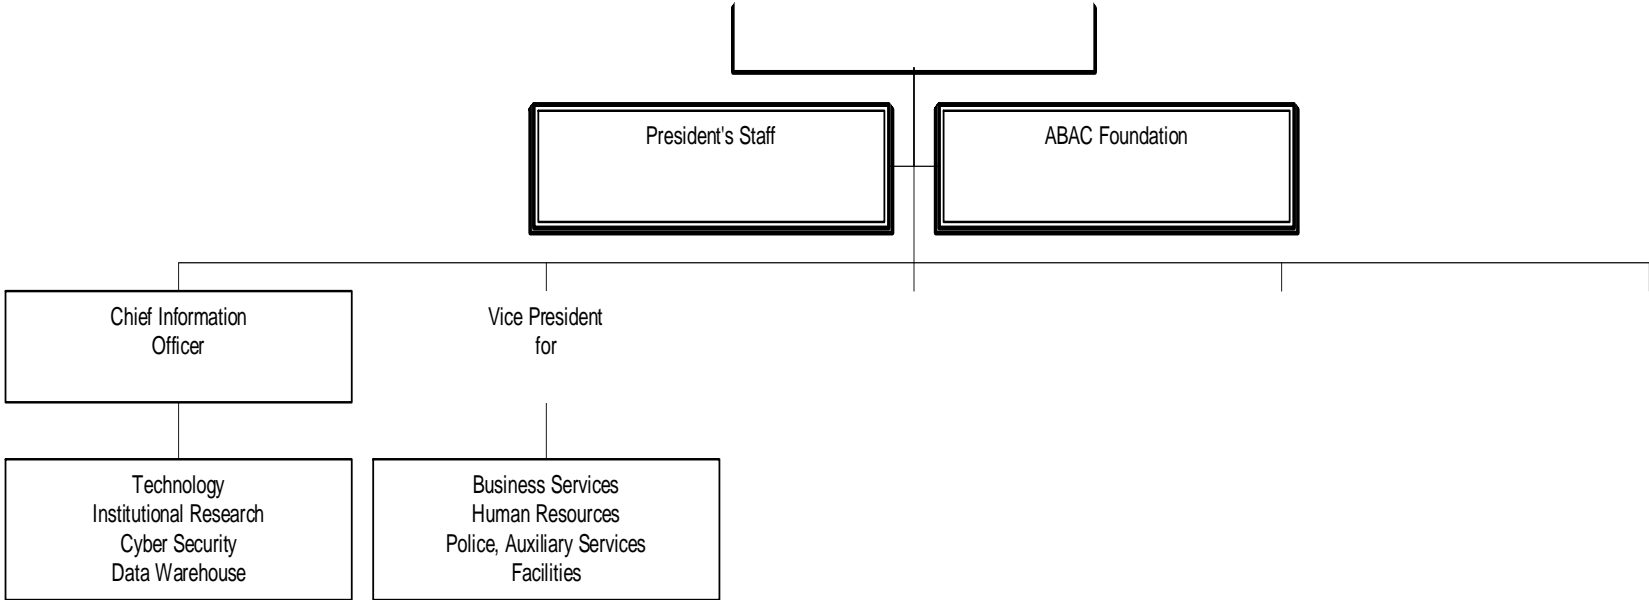 President's Staff
ABAC Foundation
Chief Information
Officer
Vice President
for
Technology
Institutional Research
Cyber Security
Data Warehouse
Business Services
Human Resources
Police, Auxiliary Services
Facilities